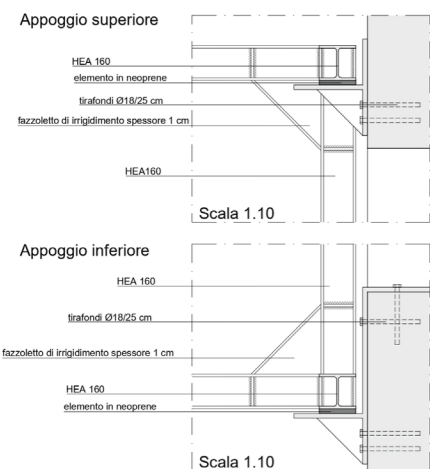 Appoggio superiore
HEA 160
elemento in neoprene
tirafondi Ø18/25 cm
fazzoletto di irrigidimento spessore 1 cm
HEA160
Scala 1.10
Appoggio inferiore
HEA 160
tirafondi Ø18/25 cm
fazzoletto di irrigidimento spessore 1 cm
HEA 160
elemento in neoprene
Scala 1.10